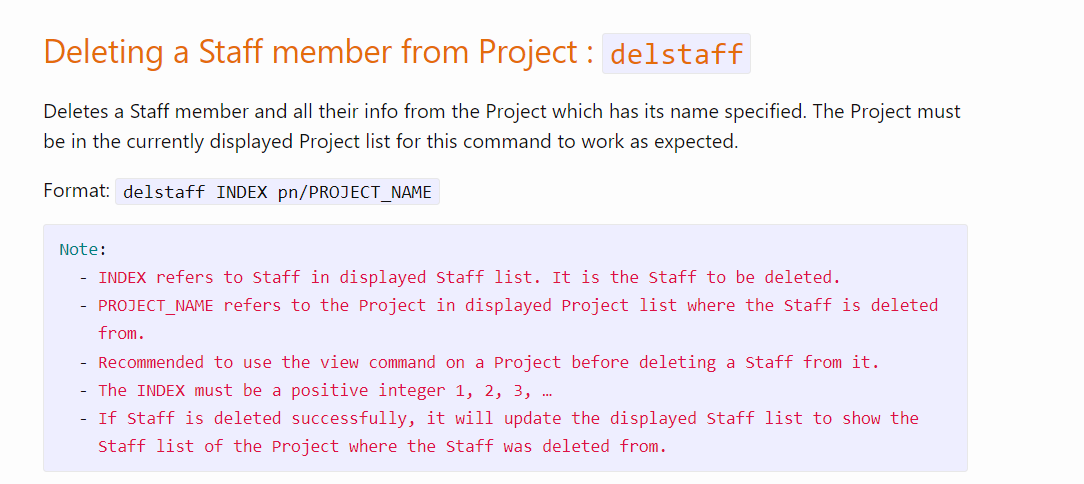 Deleting a Staff member from Project : delstaff
Deletes a Staff member and all their info from the Project which has its name specified. The Project must
be in the currently displayed Project list for this command to work as expected.
Format: delstaff INDEX pn/PROJECT_NAME
Note:
- INDEX refers to Staff in displayed Staff list. It is the Staff to be deleted.
- PROJECT_NAME refers to the Project in displayed Project list where the Staff is deleted
from.
- Recommended to use the view command on a Project before deleting a Staff from it.
- The INDEX must be a positive integer 1, 2, 3, …
- If Staff is deleted successfully, it will update the displayed Staff list to show the
Staff list of the Project where the Staff was deleted from.